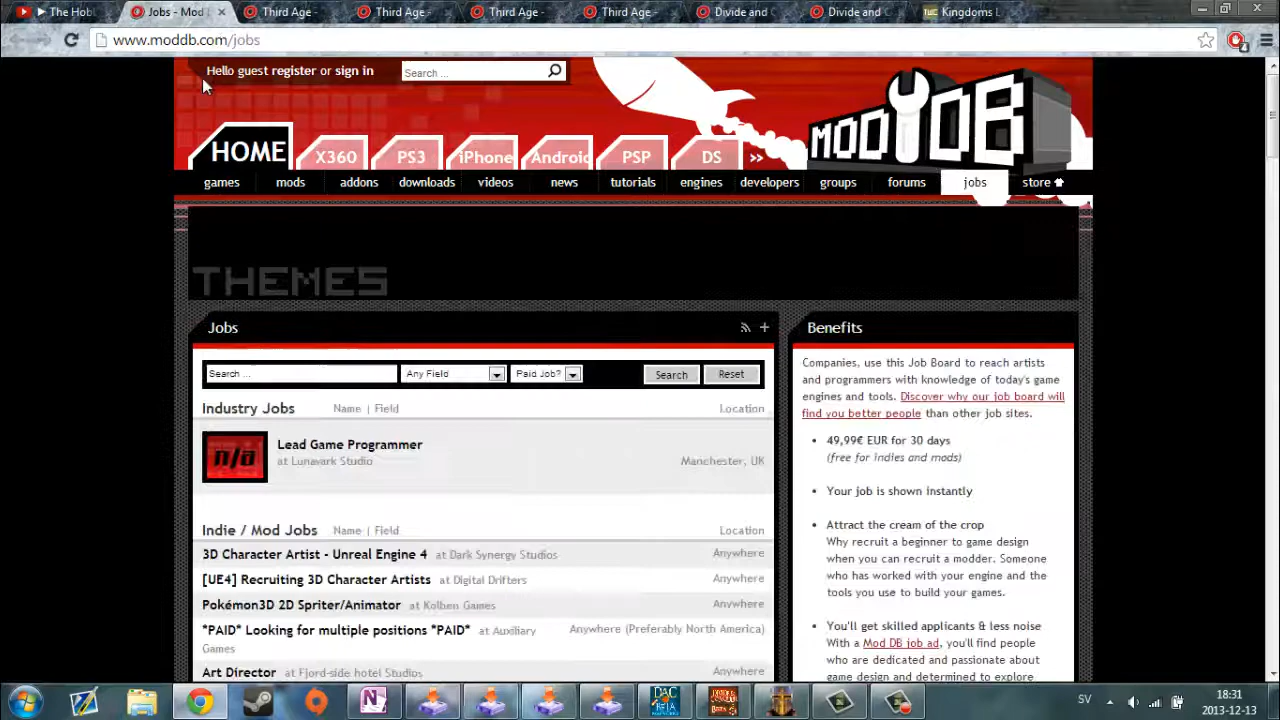 ► The Hob
Jobs - Mod
Third Age -
Third Age -
Third Age -
Third Age -
Divide and
Divide and
Kingdoms I.
www.moddb.com/jobs
Hello guest register or sign in
Search ...
MOD DB
HOME
X360
PS3
iPhone
Android
PSP
DS
»
games
mods
addons
downloads
videos
news
tutorials
engines
developers
groups
forums
jobs
store
THEMES
Jobs
Search ...
Any Field
Paid Job?
Search
Reset
Industry Jobs Name | Field Location
n/a
Lead Game Programmer
at Lunavark Studio Manchester, UK
Indie / Mod Jobs Name | Field Location
3D Character Artist - Unreal Engine 4 at Dark Synergy Studios Anywhere
[UE4] Recruiting 3D Character Artists at Digital Drifters Anywhere
Pokémon3D 2D Spriter/Animator at Kolben Games Anywhere
*PAID* Looking for multiple positions *PAID* at Auxiliary Anywhere (Preferably North America)
Games
Art Director at Fjord-side hotel Studios Anywhere
Benefits
Companies, use this Job Board to reach artists
and programmers with knowledge of today's game
engines and tools. Discover why our job board will
find you better people than other job sites.
• 49,99€ EUR for 30 days
(free for indies and mods)
• Your job is shown instantly
• Attract the cream of the crop
Why recruit a beginner to game design
when you can recruit a modder. Someone
who has worked with your engine and the
tools you use to build your games.
• You'll get skilled applicants & less noise
With a Mod DB job ad, you'll find people
who are dedicated and passionate about
game design and determined to explore
DAC
BETA
SV
18:31
2013-12-13